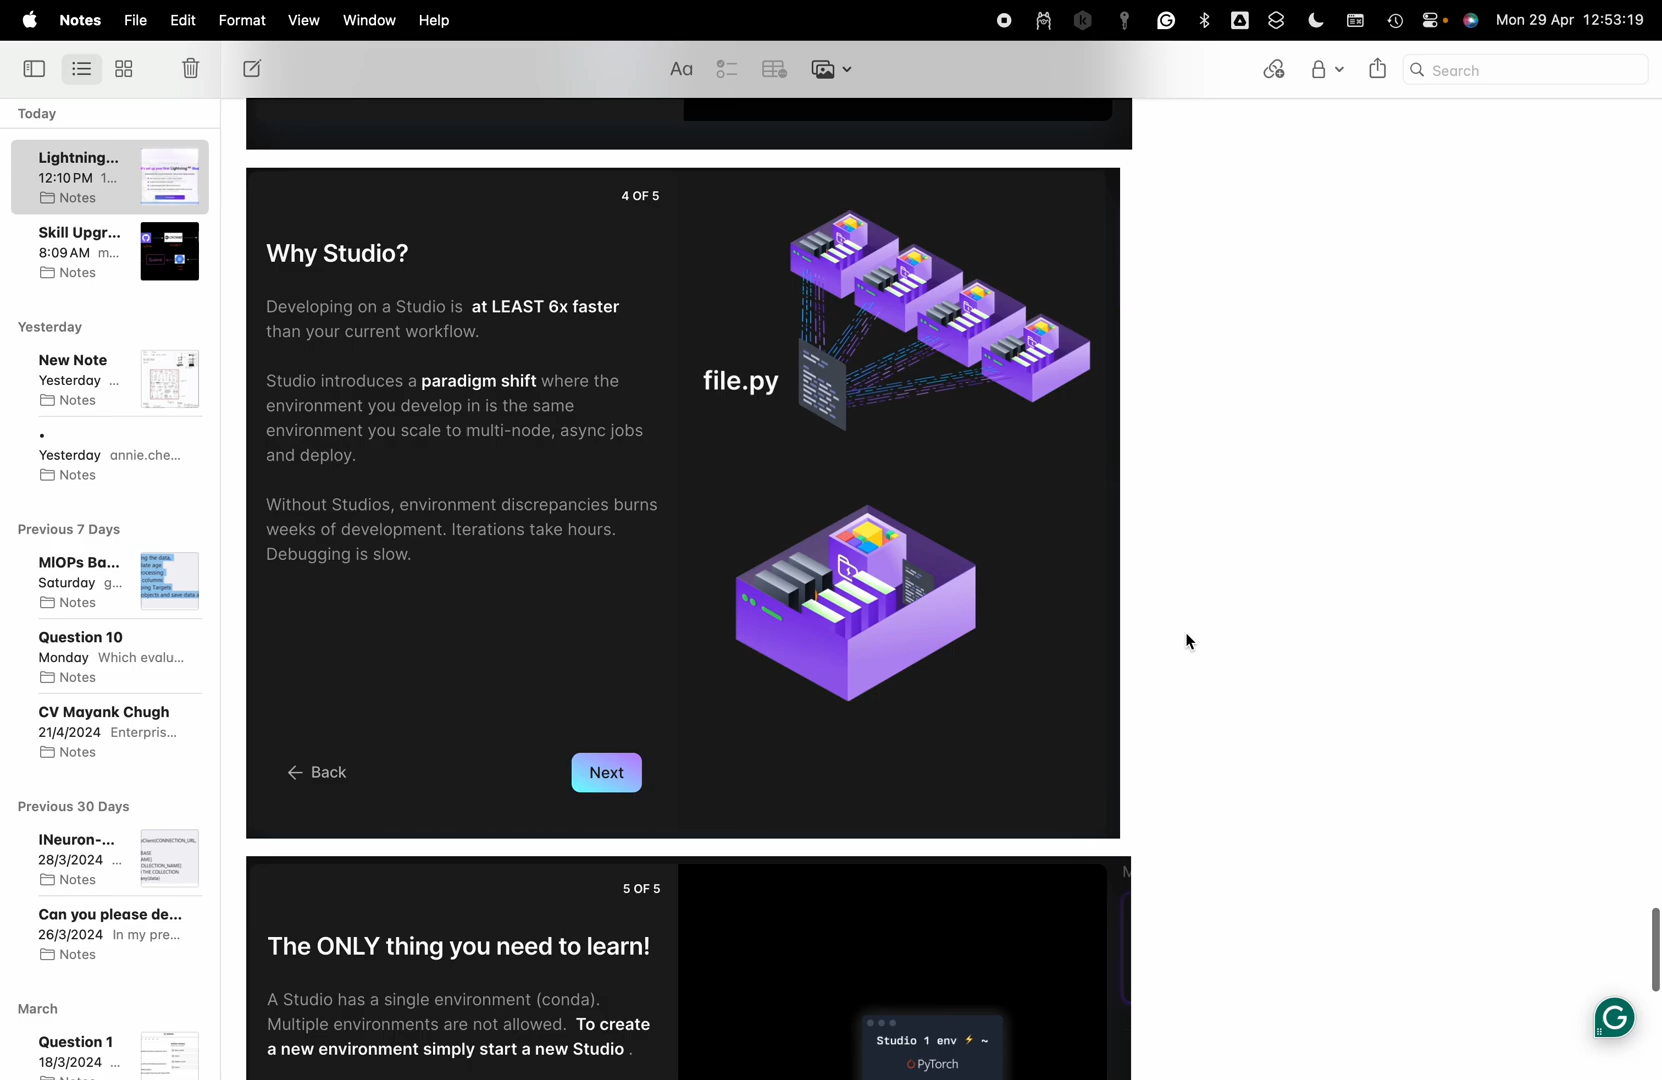 Notes File Edit Format View Window Help
Mon 29 Apr 12:53:19
Aa
Search
Today
Lightning...
12:10 PM 1...
Notes
Skill Upgr...
8:09 AM m...
Notes
Yesterday
New Note
Yesterday ...
Notes
•
Yesterday annie.che...
Notes
Previous 7 Days
MlOPs Ba...
Saturday g...
Notes
Question 10
Monday Which evalu...
Notes
CV Mayank Chugh
21/4/2024 Enterpris...
Notes
Previous 30 Days
INeuron-...
28/3/2024 ...
Notes
Can you please de...
26/3/2024 In my pre...
Notes
March
Question 1
18/3/2024 ...
4 OF 5
Why Studio?
Developing on a Studio is at LEAST 6x faster
than your current workflow.
Studio introduces a paradigm shift where the
environment you develop in is the same
environment you scale to multi-node, async jobs
and deploy.
Without Studios, environment discrepancies burns
weeks of development. Iterations take hours.
Debugging is slow.
file.py
← Back
Next
5 OF 5
The ONLY thing you need to learn!
A Studio has a single environment (conda).
Multiple environments are not allowed. To create
a new environment simply start a new Studio .
Studio 1 env ⚡ ~
PyTorch